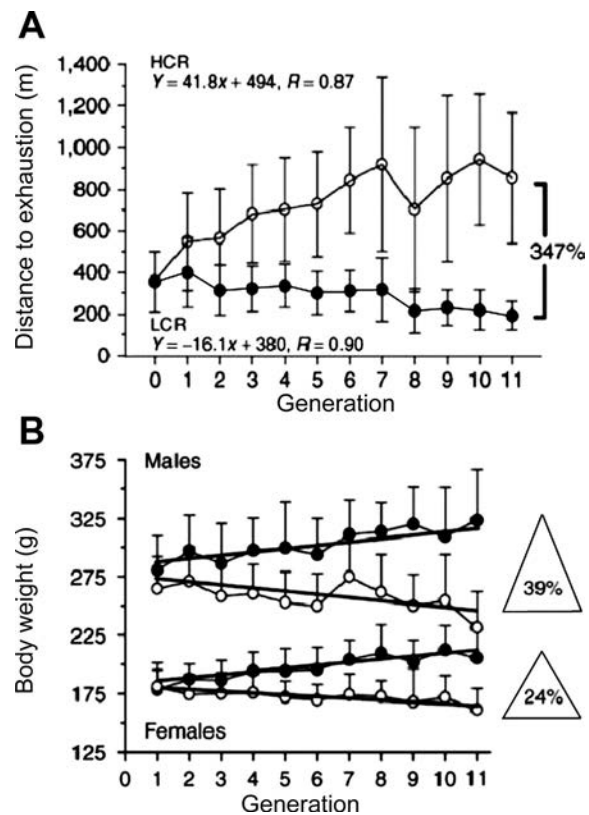 A
Distance to exhaustion (m)
1,400
1,200
1,000
800
600
400
200
0
HCR
Y = 41.8x + 494, R = 0.87
347%
LCR
Y = –16.1x + 380, R = 0.90
0 1 2 3 4 5 6 7 8 9 10 11
Generation
B
Body weight (g)
375
325
275
225
175
125
Males
39%
24%
Females
0 1 2 3 4 5 6 7 8 9 10 11
Generation